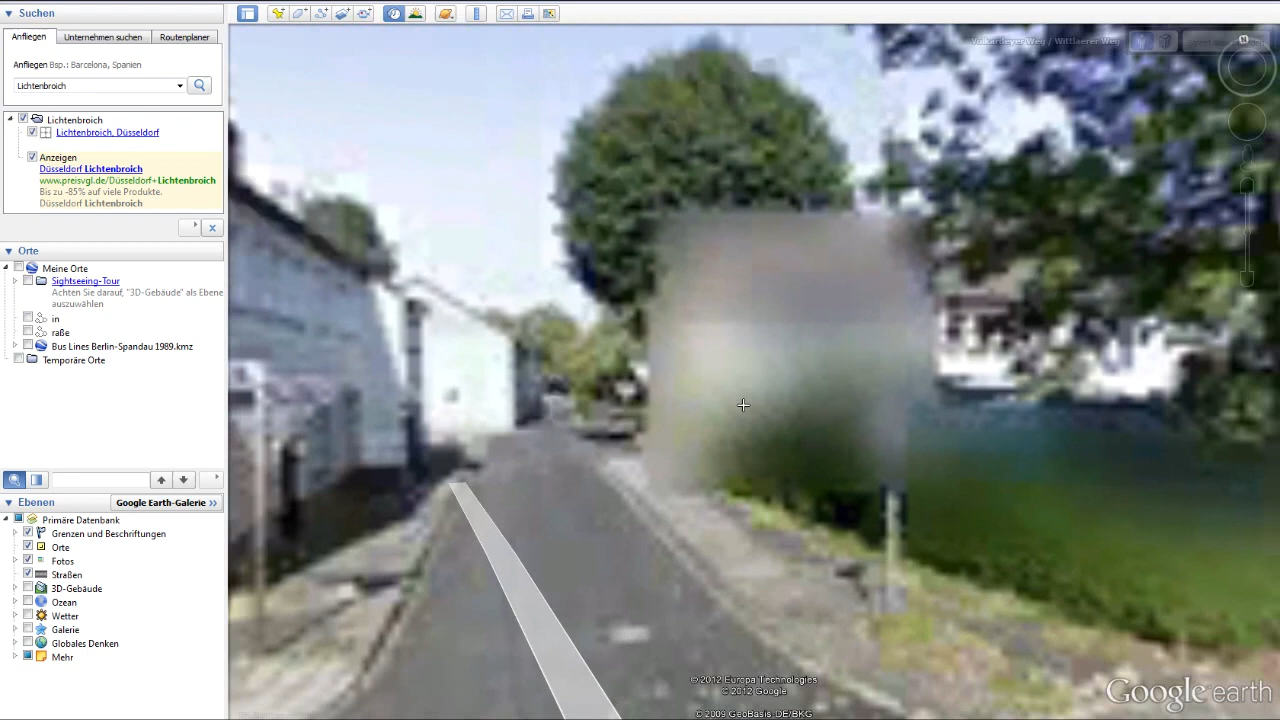 Suchen
Anfliegen Unternehmen suchen Routenplaner
Anfliegen Bsp.: Barcelona, Spanien
Lichtenbroich
Lichtenbroich
Lichtenbroich, Düsseldorf
Anzeigen
Düsseldorf Lichtenbroich
www.preisvgl.de/Düsseldorf+Lichtenbroich
Bis zu -85% auf viele Produkte.
Düsseldorf Lichtenbroich
Orte
Meine Orte
Sightseeing-Tour
Achten Sie darauf, "3D-Gebäude" als Ebene
auszuwählen
in
raße
Bus Lines Berlin-Spandau 1989.kmz
Temporäre Orte
Ebenen Google Earth-Galerie »
Primäre Datenbank
Grenzen und Beschriftungen
Orte
Fotos
Straßen
3D-Gebäude
Ozean
Wetter
Galerie
Globales Denken
Mehr
Volkardeyer Weg / Wittlaerer Weg
N
© 2012 Europa Technologies
© 2012 Google
© 2009 GeoBasis-DE/BKG
Google earth